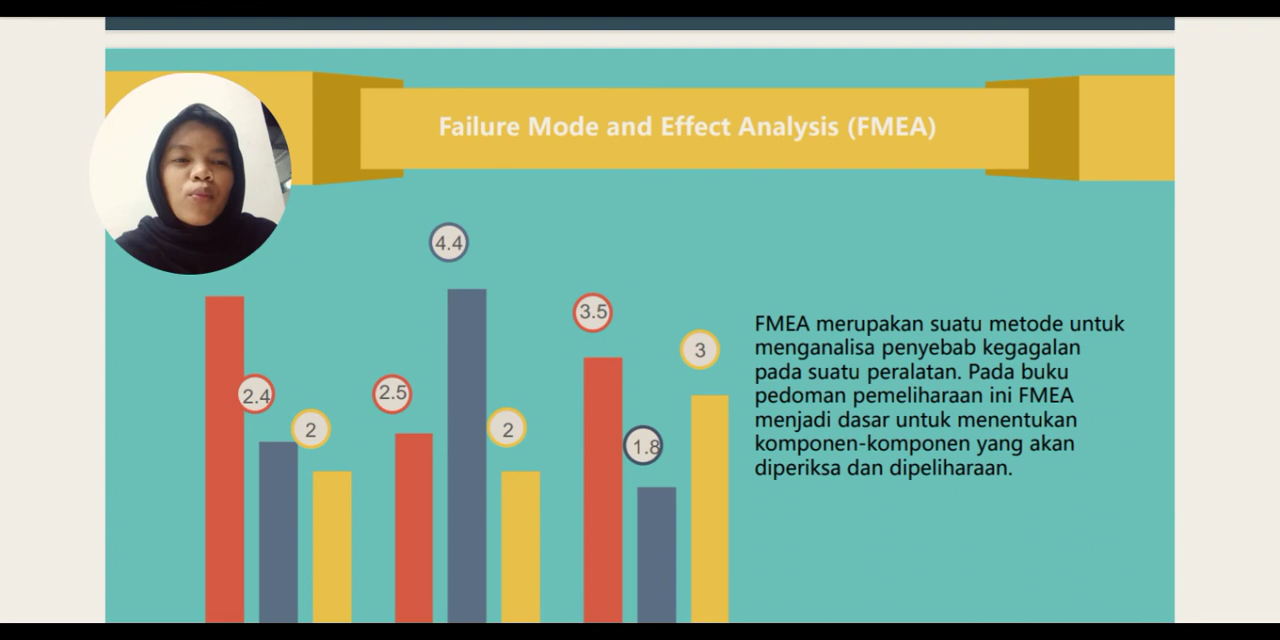 Failure Mode and Effect Analysis (FMEA)
4.4
3.5
3
2.4
2.5
2
2
1.8
FMEA merupakan suatu metode untuk
menganalisa penyebab kegagalan
pada suatu peralatan. Pada buku
pedoman pemeliharaan ini FMEA
menjadi dasar untuk menentukan
komponen-komponen yang akan
diperiksa dan dipeliharaan.